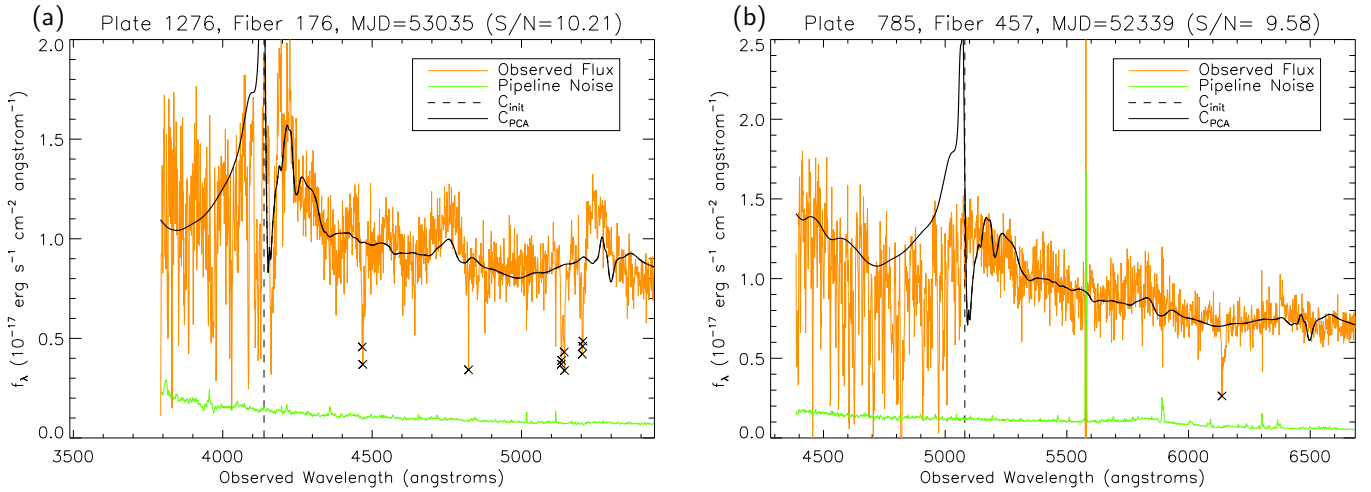 (a)
Plate 1276, Fiber 176, MJD=53035 (S/N=10.21)
2.0
1.5
1.0
0.5
0.0
f_λ (10^-17 erg s^-1 cm^-2 angstrom^-1)
Observed Flux
Pipeline Noise
C_init
C_PCA
3500 4000 4500 5000
Observed Wavelength (angstroms)
(b)
Plate 785, Fiber 457, MJD=52339 (S/N= 9.58)
2.5
2.0
1.5
1.0
0.5
0.0
f_λ (10^-17 erg s^-1 cm^-2 angstrom^-1)
Observed Flux
Pipeline Noise
C_init
C_PCA
4500 5000 5500 6000 6500
Observed Wavelength (angstroms)